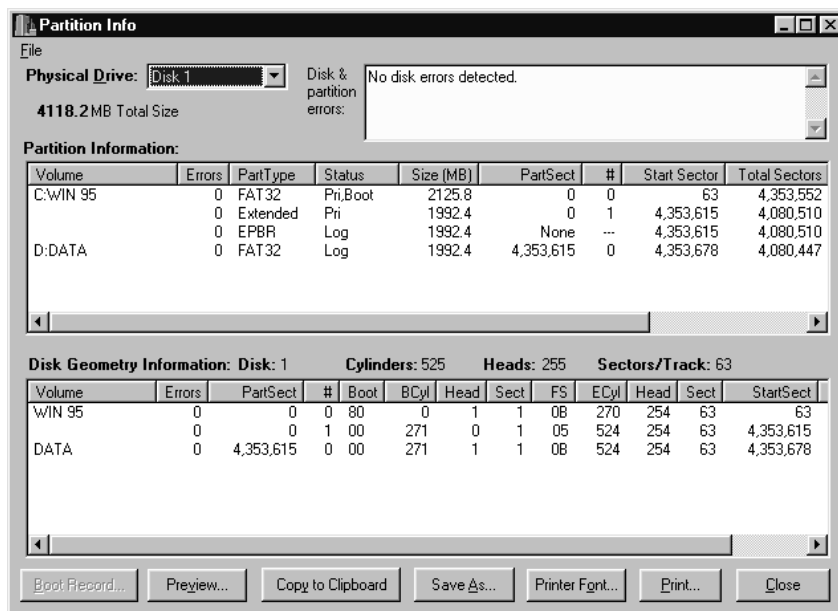 Partition Info
File
Physical Drive: Disk 1
Disk & partition errors:
No disk errors detected.
4118.2 MB Total Size
Partition Information:
Volume Errors PartType Status Size (MB) PartSect # Start Sector Total Sectors
C:WIN 95 0 FAT32 Pri,Boot 2125.8 0 0 63 4,353,552
0 Extended Pri 1992.4 0 1 4,353,615 4,080,510
0 EPBR Log 1992.4 None --- 4,353,615 4,080,510
D:DATA 0 FAT32 Log 1992.4 4,353,615 0 4,353,678 4,080,447
Disk Geometry Information: Disk: 1 Cylinders: 525 Heads: 255 Sectors/Track: 63
Volume Errors PartSect # Boot BCyl Head Sect FS ECyl Head Sect StartSect
WIN 95 0 0 0 80 0 1 1 0B 270 254 63 63
0 0 1 00 271 0 1 05 524 254 63 4,353,615
DATA 0 4,353,615 0 00 271 1 1 0B 524 254 63 4,353,678
Boot Record... Preview... Copy to Clipboard Save As... Printer Font... Print... Close